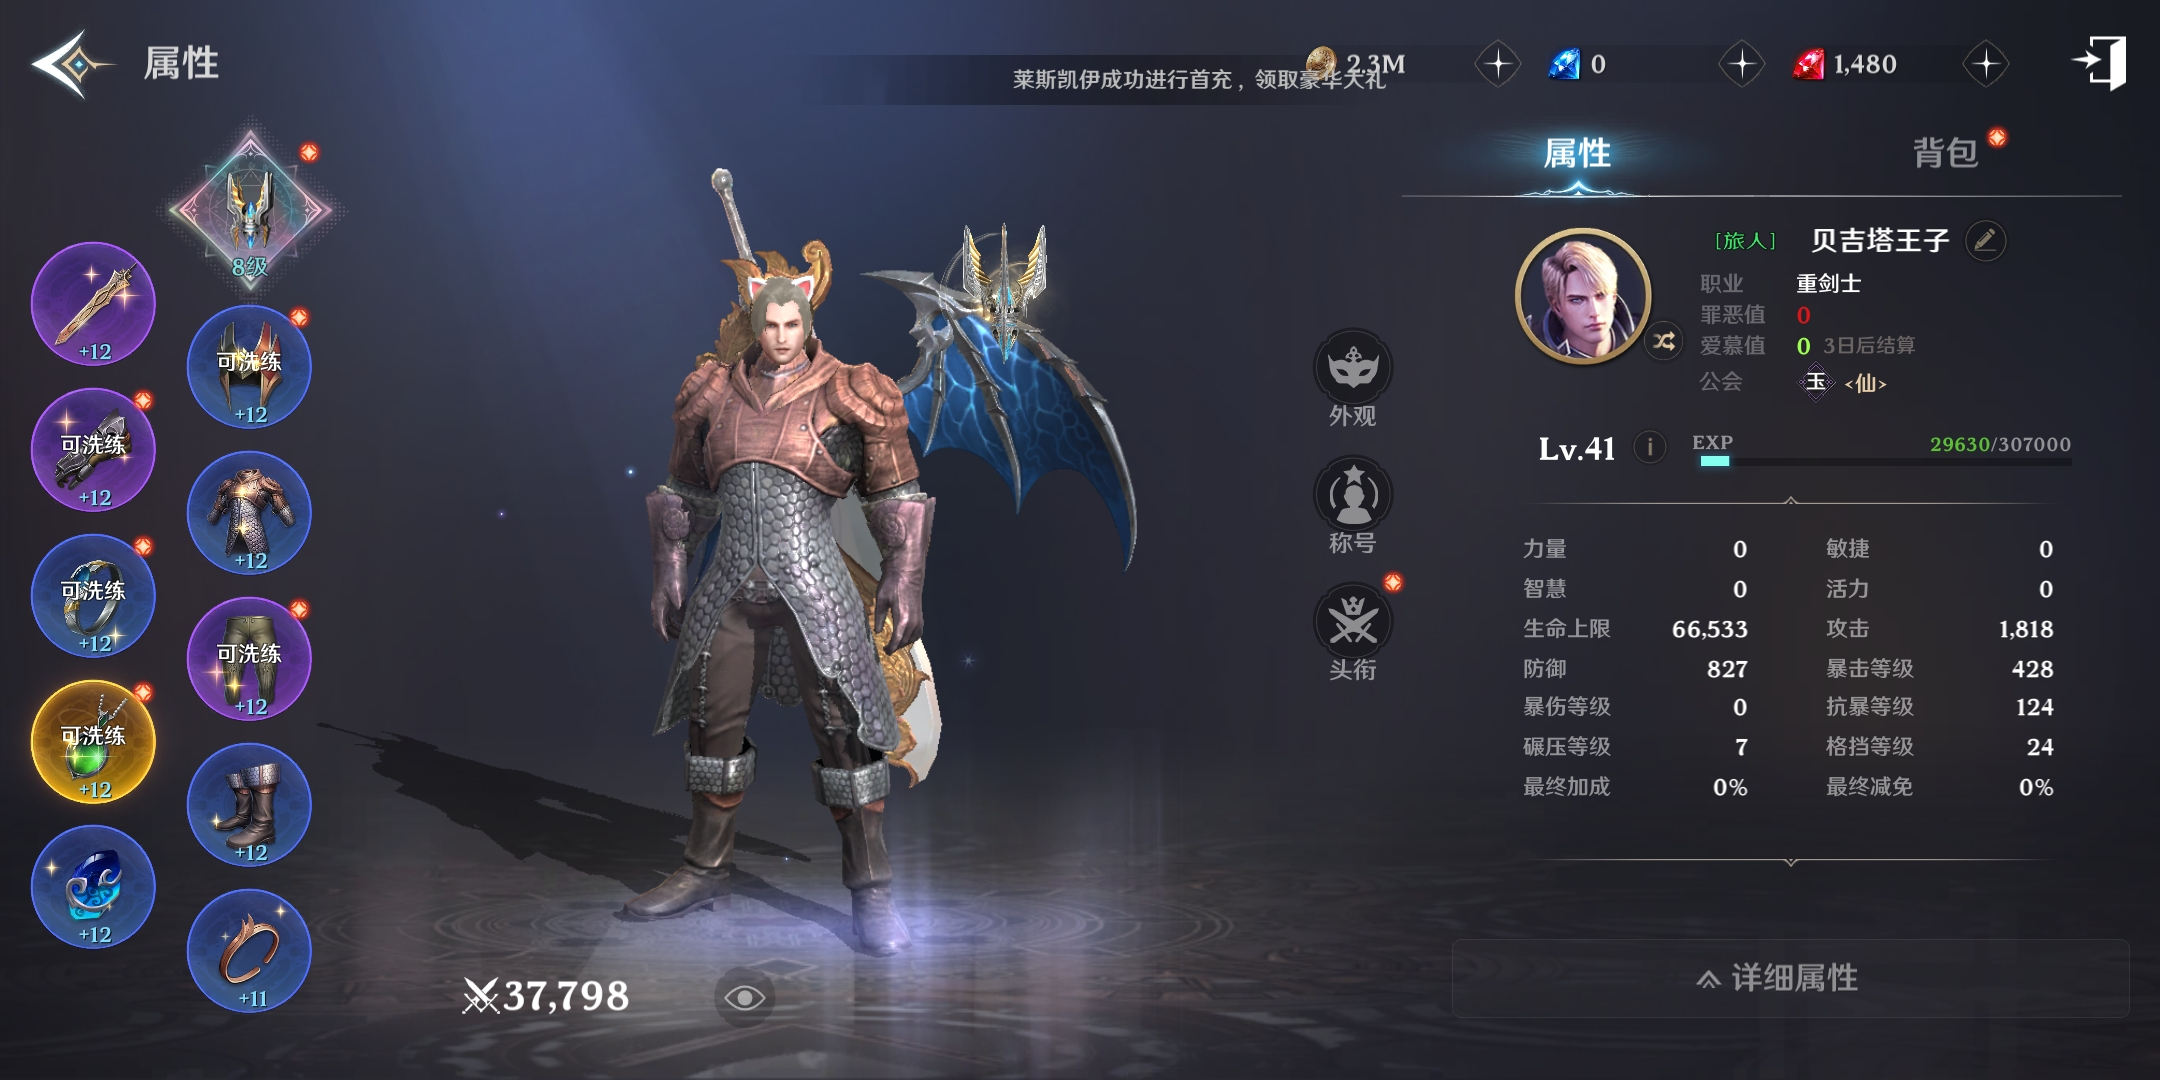 属性
莱斯凯伊成功进行首充，领取豪华大礼
2.3M
0
1,480
属性
背包
8级
+12
可洗练
+12
可洗练
+12
+12
可洗练
+12
可洗练
+12
可洗练
+12
+12
+12
+11
37,798
外观
称号
头衔
[旅人] 贝吉塔王子
职业 重剑士
罪恶值 0
爱慕值 0 3日后结算
公会 玉 <仙>
Lv.41 i EXP 29630/307000
力量 0 敏捷 0
智慧 0 活力 0
生命上限 66,533 攻击 1,818
防御 827 暴击等级 428
暴伤等级 0 抗暴等级 124
碾压等级 7 格挡等级 24
最终加成 0% 最终减免 0%
详细属性